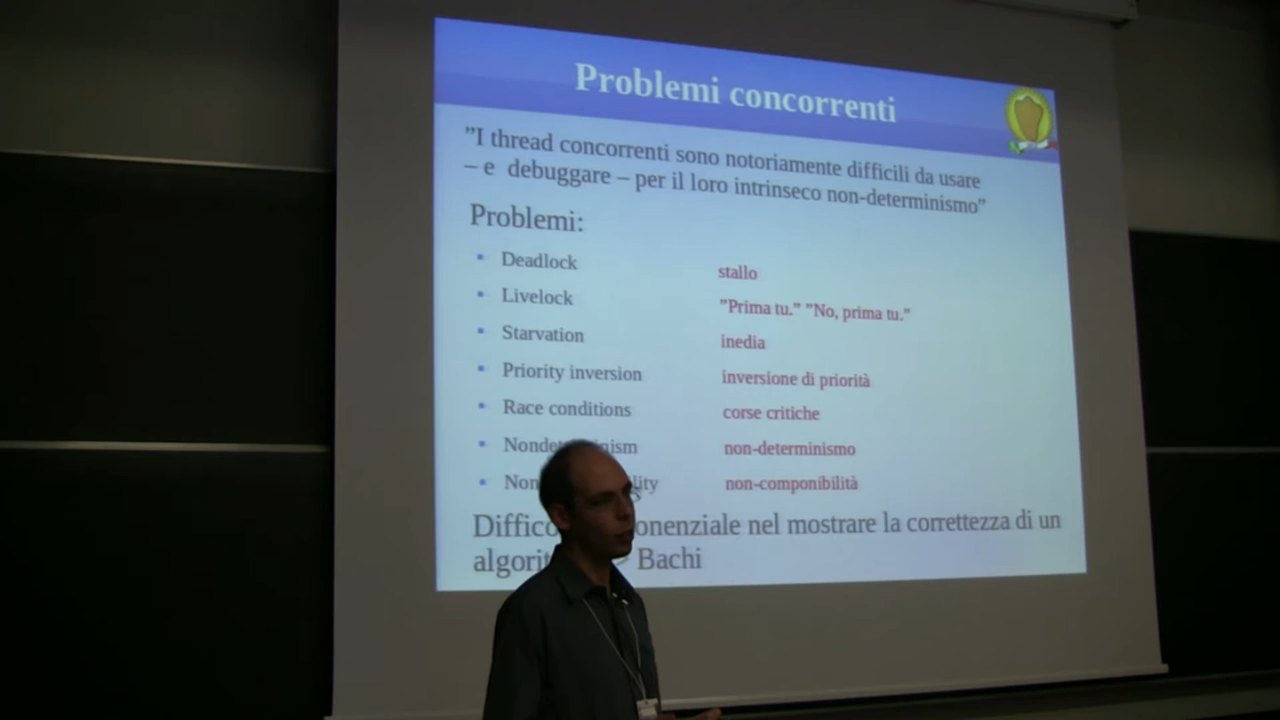 Problemi concorrenti
”I thread concorrenti sono notoriamente difficili da usare
– e debuggare – per il loro intrinseco non-determinismo”
Problemi:
Deadlock stallo
Livelock ”Prima tu.” ”No, prima tu.”
Starvation inedia
Priority inversion inversione di priorità
Race conditions corse critiche
non-determinismo
non-componibilità
nel mostrare la correttezza di un
Bachi